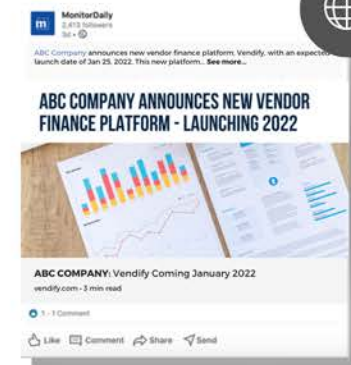 m
MonitorDaily
2,413 followers
3d •
ABC Company announces new vendor finance platform, Vendify, with an expected
launch date of Jan 25, 2022. This new platform... See more...
ABC COMPANY ANNOUNCES NEW VENDOR
FINANCE PLATFORM - LAUNCHING 2022
ABC COMPANY: Vendify Coming January 2022
vendify.com • 3 min read
1 • 1 Comment
Like Comment Share Send